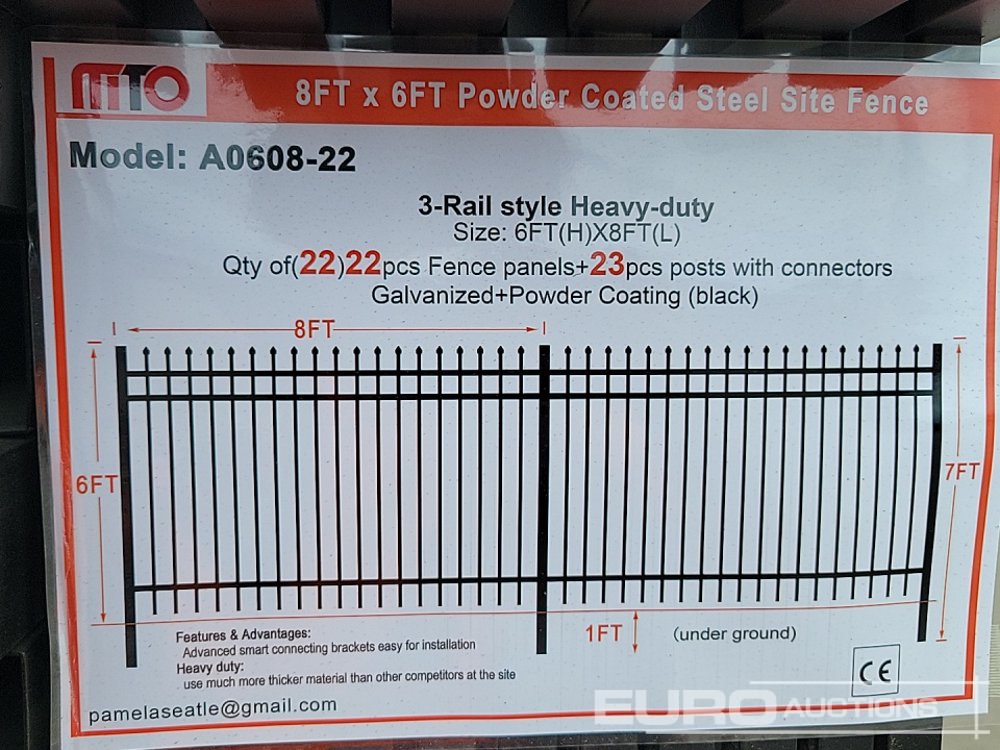 MTO
8FT x 6FT Powder Coated Steel Site Fence
Model: A0608-22
3-Rail style Heavy-duty
Size: 6FT(H)X8FT(L)
Qty of(22)22pcs Fence panels+23pcs posts with connectors
Galvanized+Powder Coating (black)
8FT
6FT
7FT
1FT
(under ground)
Features & Advantages:
Advanced smart connecting brackets easy for installation
Heavy duty:
use much more thicker material than other competitors at the site
CE
pamelaseatle@gmail.com
EURO AUCTIONS